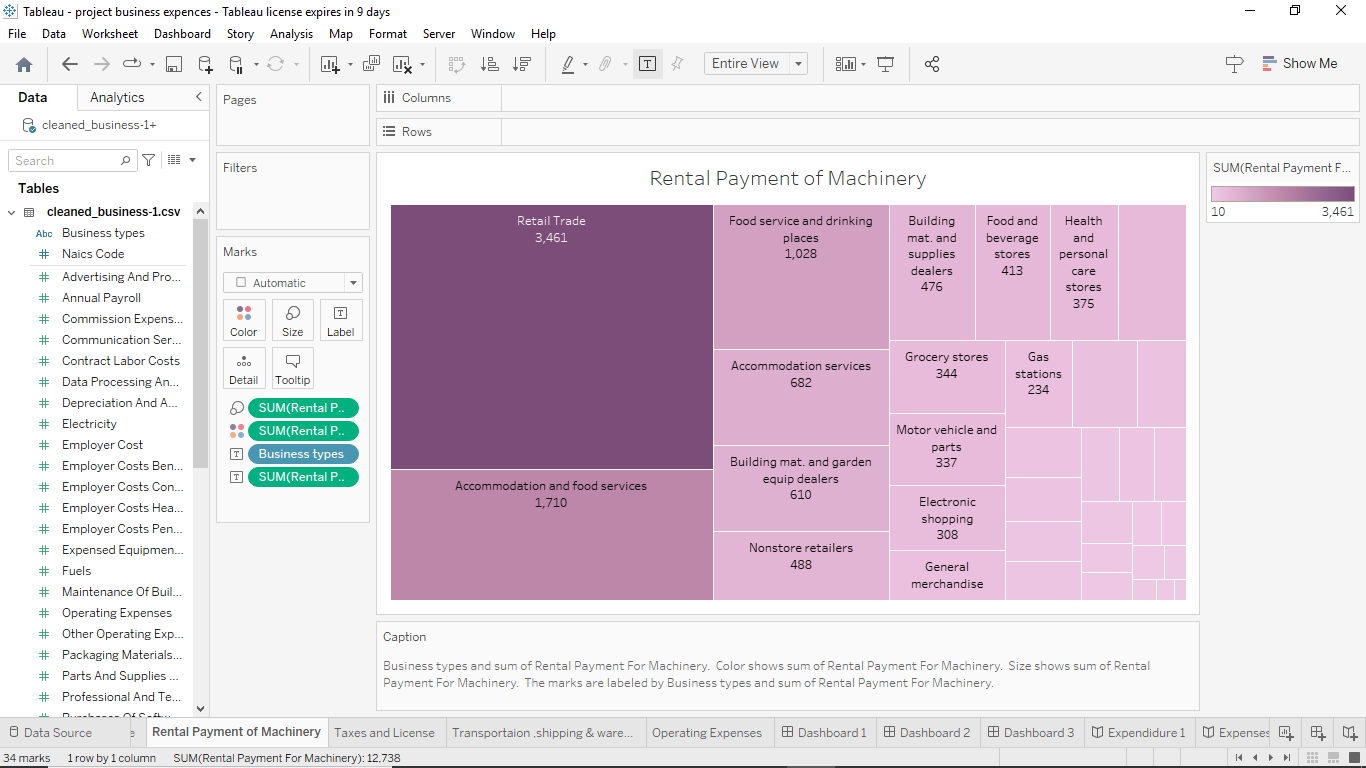 Tableau - project business expences - Tableau license expires in 9 days
File Data Worksheet Dashboard Story Analysis Map Format Server Window Help
Entire View
Show Me
Data Analytics
cleaned_business-1+
Search
Tables
cleaned_business-1.csv
Abc Business types
Naics Code
Advertising And Pro...
Annual Payroll
Commission Expens...
Communication Ser...
Contract Labor Costs
Data Processing An...
Depreciation And A...
Electricity
Employer Cost
Employer Costs Ben...
Employer Costs Con...
Employer Costs Hea...
Employer Costs Pen...
Expensed Equipmen...
Fuels
Maintenance Of Buil...
Operating Expenses
Other Operating Exp...
Packaging Materials...
Parts And Supplies ...
Professional And Te...
Pages
Filters
Marks
Automatic
Color Size Label
Detail Tooltip
SUM(Rental P..
SUM(Rental P..
Business types
SUM(Rental P..
Columns
Rows
Rental Payment of Machinery
Retail Trade
3,461
Accommodation and food services
1,710
Food service and drinking
places
1,028
Accommodation services
682
Building mat. and garden
equip dealers
610
Nonstore retailers
488
Building
mat. and
supplies
dealers
476
Food and
beverage
stores
413
Health
and
personal
care
stores
375
Grocery stores
344
Gas
stations
234
Motor vehicle and
parts
337
Electronic
shopping
308
General
merchandise
SUM(Rental Payment F...
10 3,461
Caption
Business types and sum of Rental Payment For Machinery. Color shows sum of Rental Payment For Machinery. Size shows sum of Rental
Payment For Machinery. The marks are labeled by Business types and sum of Rental Payment For Machinery.
Data Source e Rental Payment of Machinery Taxes and License Transportaion ,shipping & ware... Operating Expenses Dashboard 1 Dashboard 2 Dashboard 3 Expendidure 1 Expenses
34 marks 1 row by 1 column SUM(Rental Payment For Machinery): 12,738